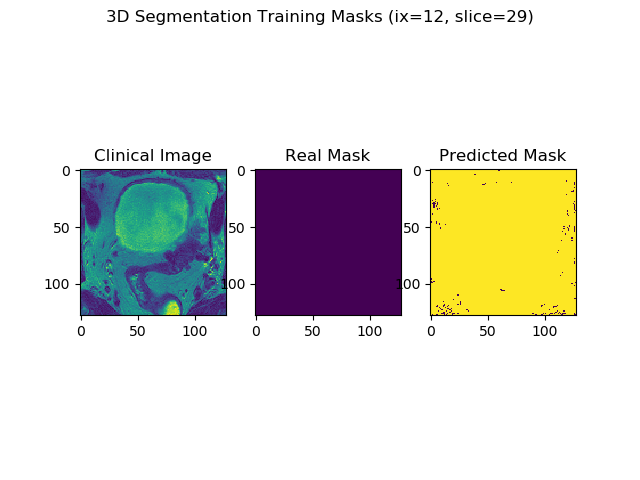 3D Segmentation Training Masks (ix=12, slice=29)
Clinical Image Real Mask Predicted Mask
0 0 0
50 50 50
100 100 100
0 50 100 0 50 100 0 50 100